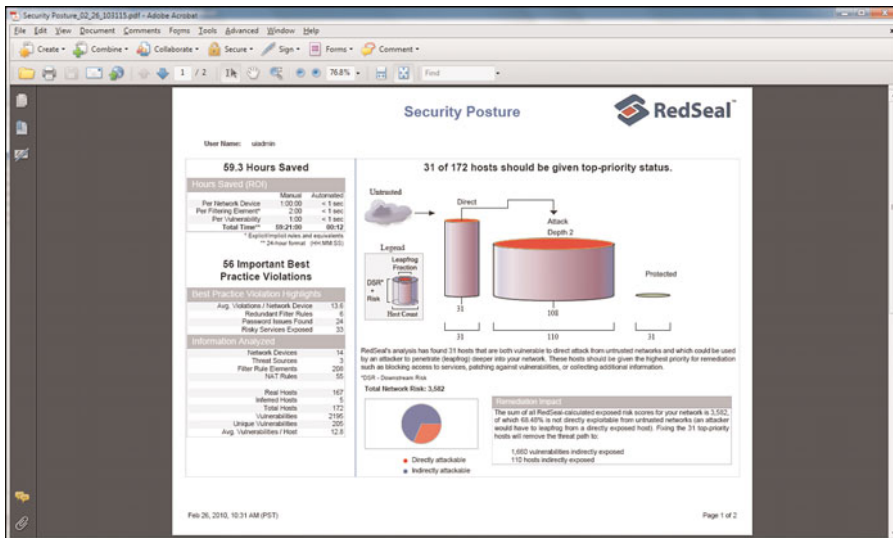 Security Posture_02_26_103115.pdf - Adobe Acrobat
File Edit View Document Comments Forms Tools Advanced Window Help
Create Combine Collaborate Secure Sign Forms Comment
1 / 2 76.8% Find
Security Posture
RedSeal
User Name: uiadmin
59.3 Hours Saved
Hours Saved (ROI)
Manual Automated
Per Network Device 1:00:00 < 1 sec
Per Filtering Element* 2:00 < 1 sec
Per Vulnerability 1:00 < 1 sec
Total Time** 59:21:00 00:12
* Explicit/implicit rules and equivalents
** 24-hour format (HH:MM:SS)
56 Important Best
Practice Violations
Best Practice Violation Highlights
Avg. Violations / Network Device 13.6
Redundant Filter Rules 6
Password Issues Found 24
Risky Services Exposed 33
Information Analyzed
Network Devices 14
Threat Sources 3
Filter Rule Elements 208
NAT Rules 55
Real Hosts 167
Inferred Hosts 5
Total Hosts 172
Vulnerabilities 2195
Unique Vulnerabilities 205
Avg. Vulnerabilities / Host 12.8
31 of 172 hosts should be given top-priority status.
Untrusted
Direct
Attack
Depth 2
Protected
Legend
Leapfrog
Fraction
DSR*
+
Risk
Host Count
31
108
31
110
31
RedSeal's analysis has found 31 hosts that are both vulnerable to direct attack from untrusted networks and which could be used
by an attacker to penetrate (leapfrog) deeper into your network. These hosts should be given the highest priority for remediation
such as blocking access to services, patching against vulnerabilities, or collecting additional information.
*DSR - Downstream Risk
Total Network Risk: 3,582
Directly attackable
Indirectly attackable
Remediation Impact
The sum of all RedSeal-calculated exposed risk scores for your network is 3,582,
of which 68.48% is not directly exploitable from untrusted networks (an attacker
would have to leapfrog from a directly exposed host). Fixing the 31 top-priority
hosts will remove the threat path to:
1,660 vulnerabilities indirectly exposed
110 hosts indirectly exposed
Feb 26, 2010, 10:31 AM (PST)
Page 1 of 2